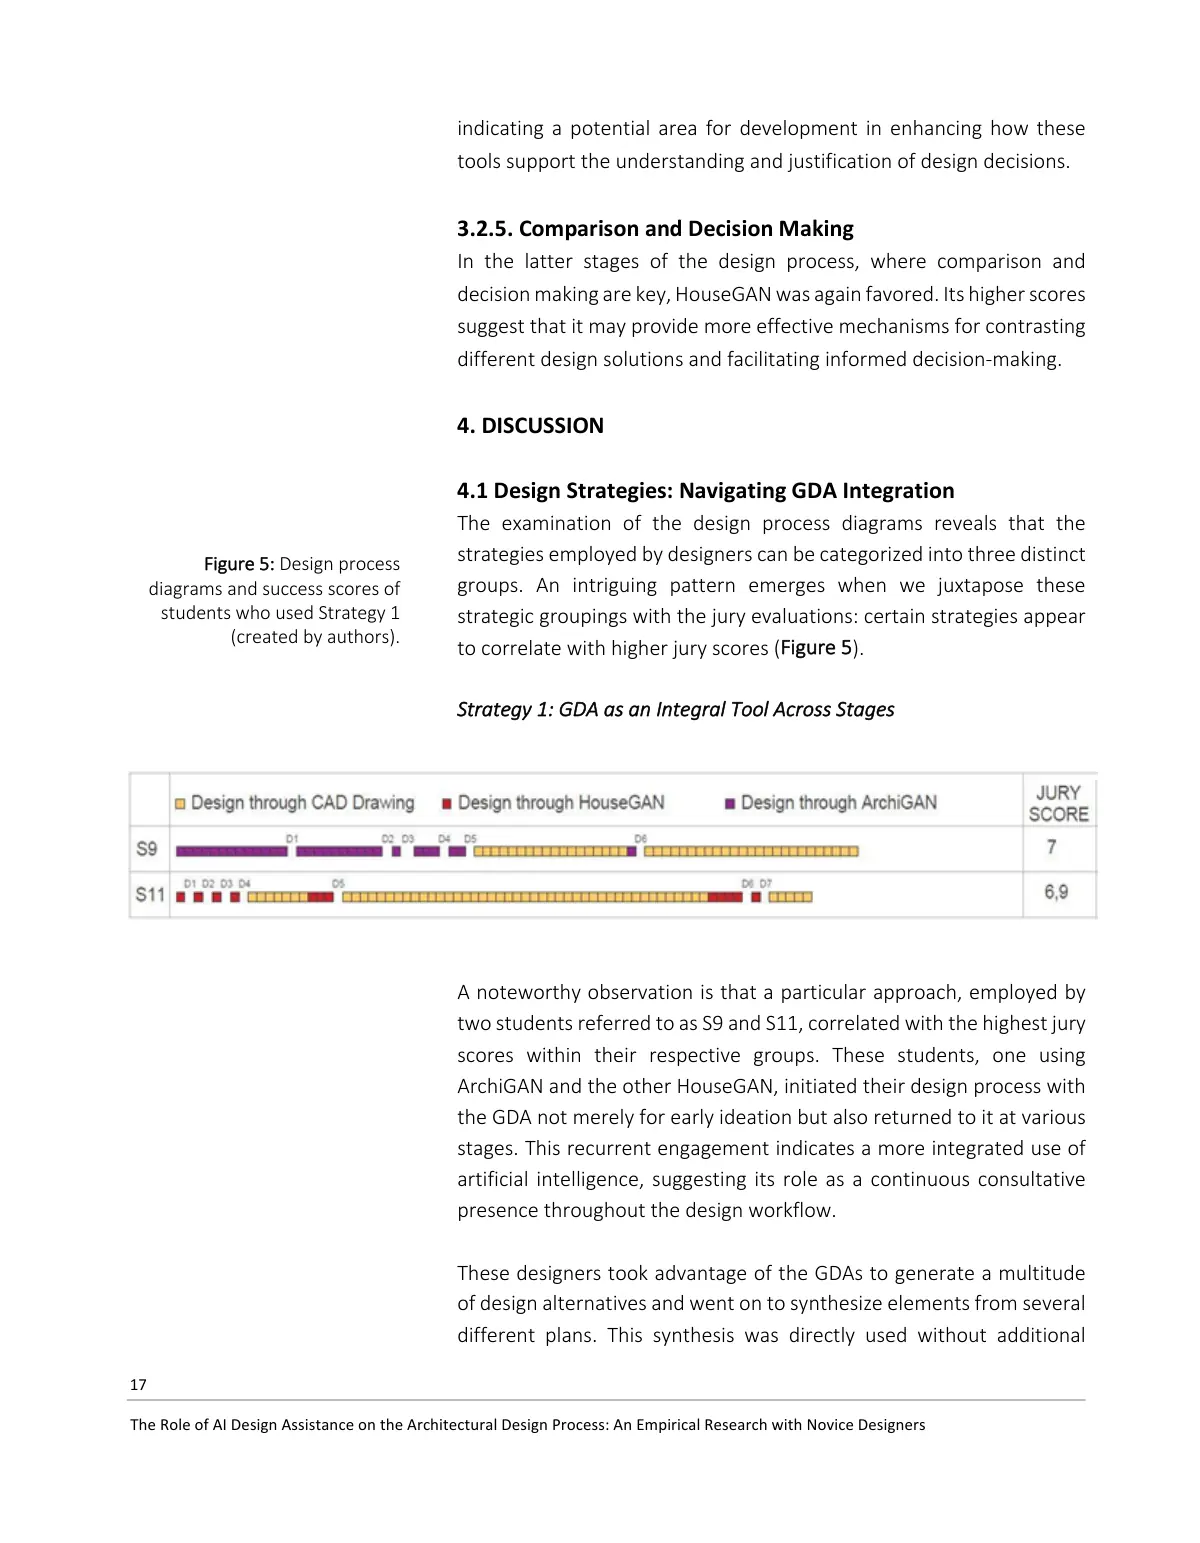 indicating a potential area for development in enhancing how these
tools support the understanding and justification of design decisions.
3.2.5. Comparison and Decision Making
In the latter stages of the design process, where comparison and
decision making are key, HouseGAN was again favored. Its higher scores
suggest that it may provide more effective mechanisms for contrasting
different design solutions and facilitating informed decision-making.
4. DISCUSSION
4.1 Design Strategies: Navigating GDA Integration
The examination of the design process diagrams reveals that the
strategies employed by designers can be categorized into three distinct
groups. An intriguing pattern emerges when we juxtapose these
strategic groupings with the jury evaluations: certain strategies appear
to correlate with higher jury scores (Figure 5).
Figure 5: Design process
diagrams and success scores of
students who used Strategy 1
(created by authors).
Strategy 1: GDA as an Integral Tool Across Stages
Design through CAD Drawing Design through HouseGAN Design through ArchiGAN JURY
SCORE
D1 D2 D3 D4 D5 D6
S9 7
D1 D2 D3 D4 D5 D6 D7
S11 6,9
A noteworthy observation is that a particular approach, employed by
two students referred to as S9 and S11, correlated with the highest jury
scores within their respective groups. These students, one using
ArchiGAN and the other HouseGAN, initiated their design process with
the GDA not merely for early ideation but also returned to it at various
stages. This recurrent engagement indicates a more integrated use of
artificial intelligence, suggesting its role as a continuous consultative
presence throughout the design workflow.
These designers took advantage of the GDAs to generate a multitude
of design alternatives and went on to synthesize elements from several
different plans. This synthesis was directly used without additional
17
The Role of AI Design Assistance on the Architectural Design Process: An Empirical Research with Novice Designers